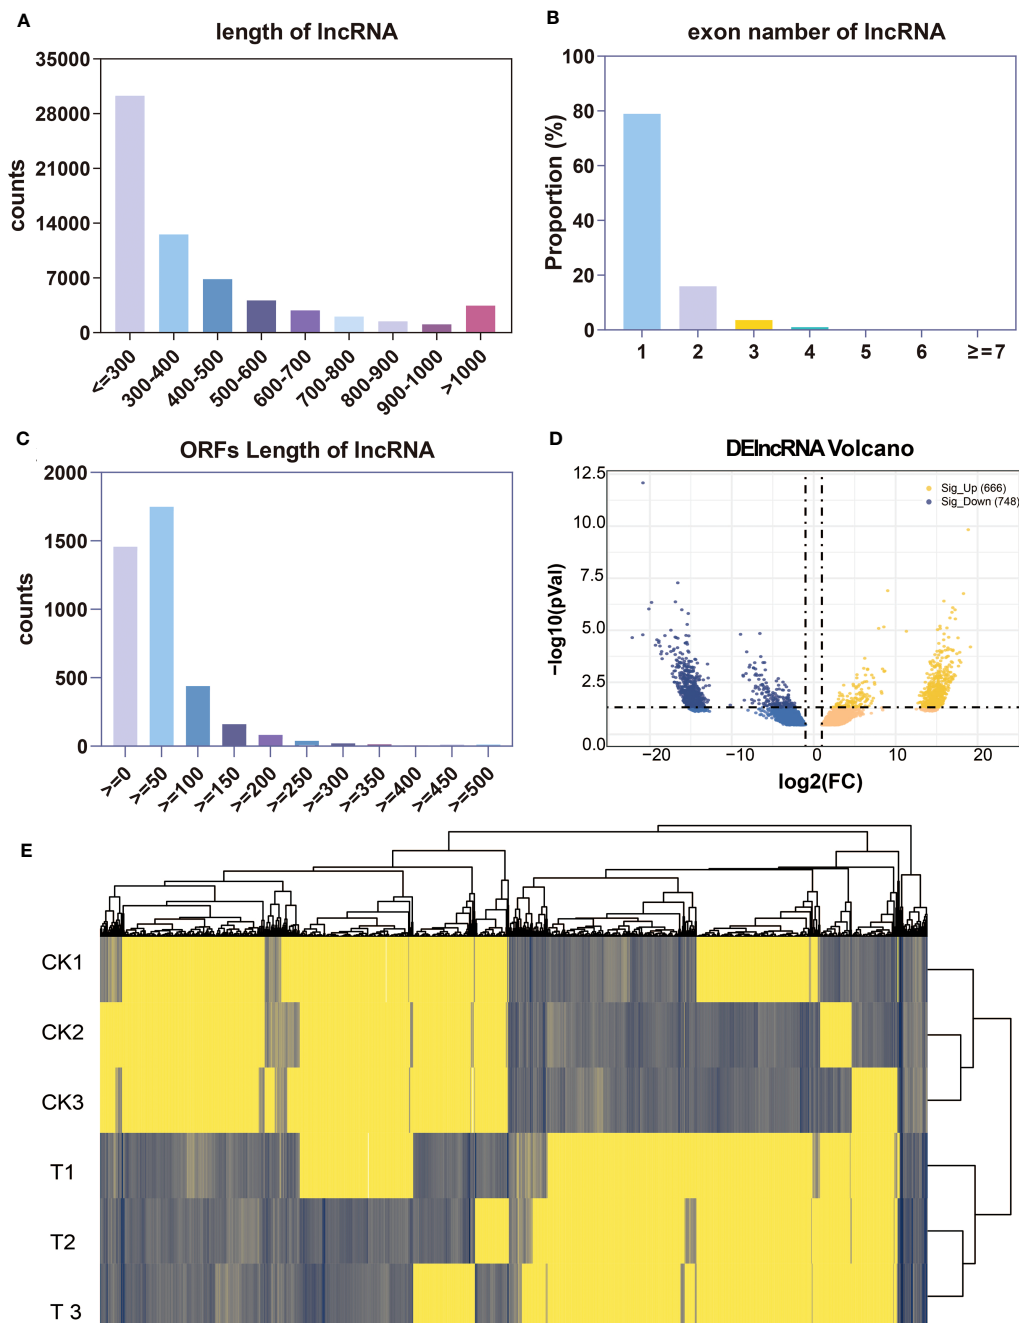 A
length of lncRNA
35000
28000
21000
14000
7000
0
counts
<=300
300-400
400-500
500-600
600-700
700-800
800-900
900-1000
>1000
B
exon namber of lncRNA
100
80
60
40
20
0
Proportion (%)
1 2 3 4 5 6 ≥=7
C
ORFs Length of lncRNA
2000
1500
1000
500
0
counts
>=0
>=50
>=100
>=150
>=200
>=250
>=300
>=350
>=400
>=450
>=500
D
DElncRNA Volcano
12.5
10.0
7.5
5.0
2.5
0.0
−log10(pVal)
Sig_Up (666)
Sig_Down (748)
−20 −10 0 10 20
log2(FC)
E
CK1
CK2
CK3
T1
T2
T 3